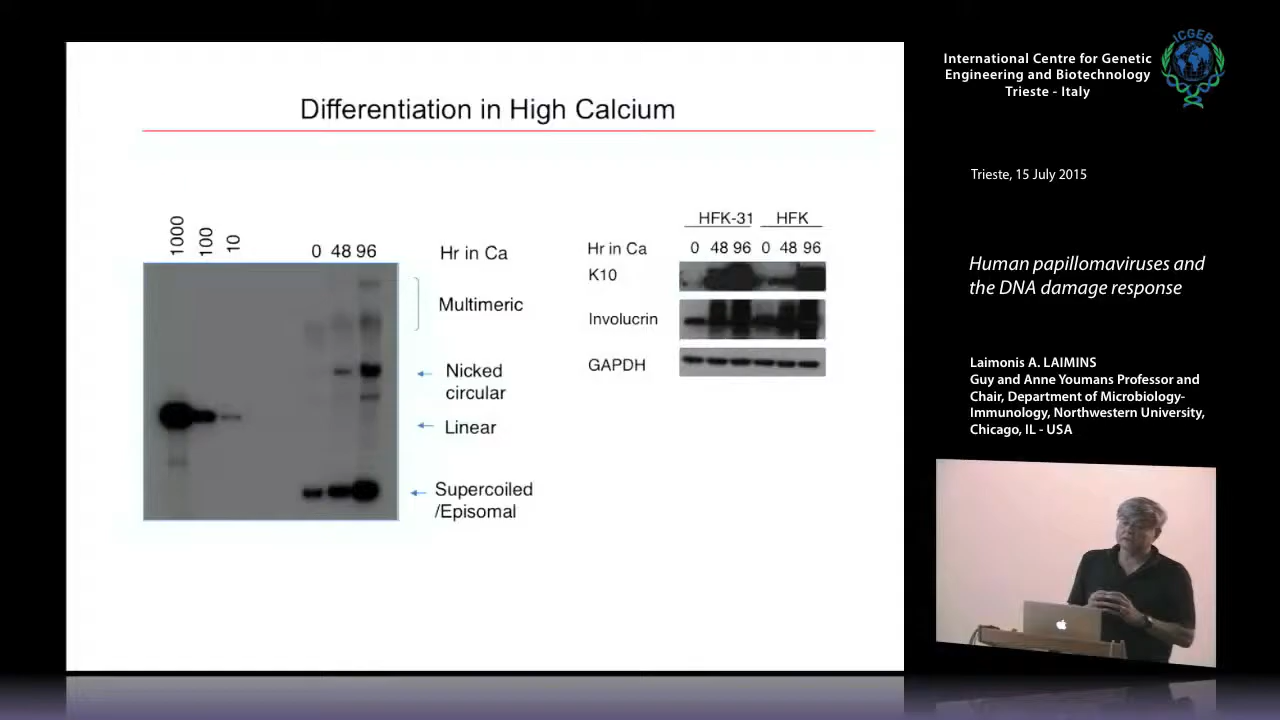 Differentiation in High Calcium
1000
100
10
0 48 96
Hr in Ca
Multimeric
Nicked
circular
Linear
Supercoiled
/Episomal
HFK-31 HFK
Hr in Ca 0 48 96 0 48 96
K10
Involucrin
GAPDH
ICGEB
International Centre for Genetic
Engineering and Biotechnology
Trieste - Italy
Trieste, 15 July 2015
Human papillomaviruses and
the DNA damage response
Laimonis A. LAIMINS
Guy and Anne Youmans Professor and
Chair, Department of Microbiology-
Immunology, Northwestern University,
Chicago, IL - USA